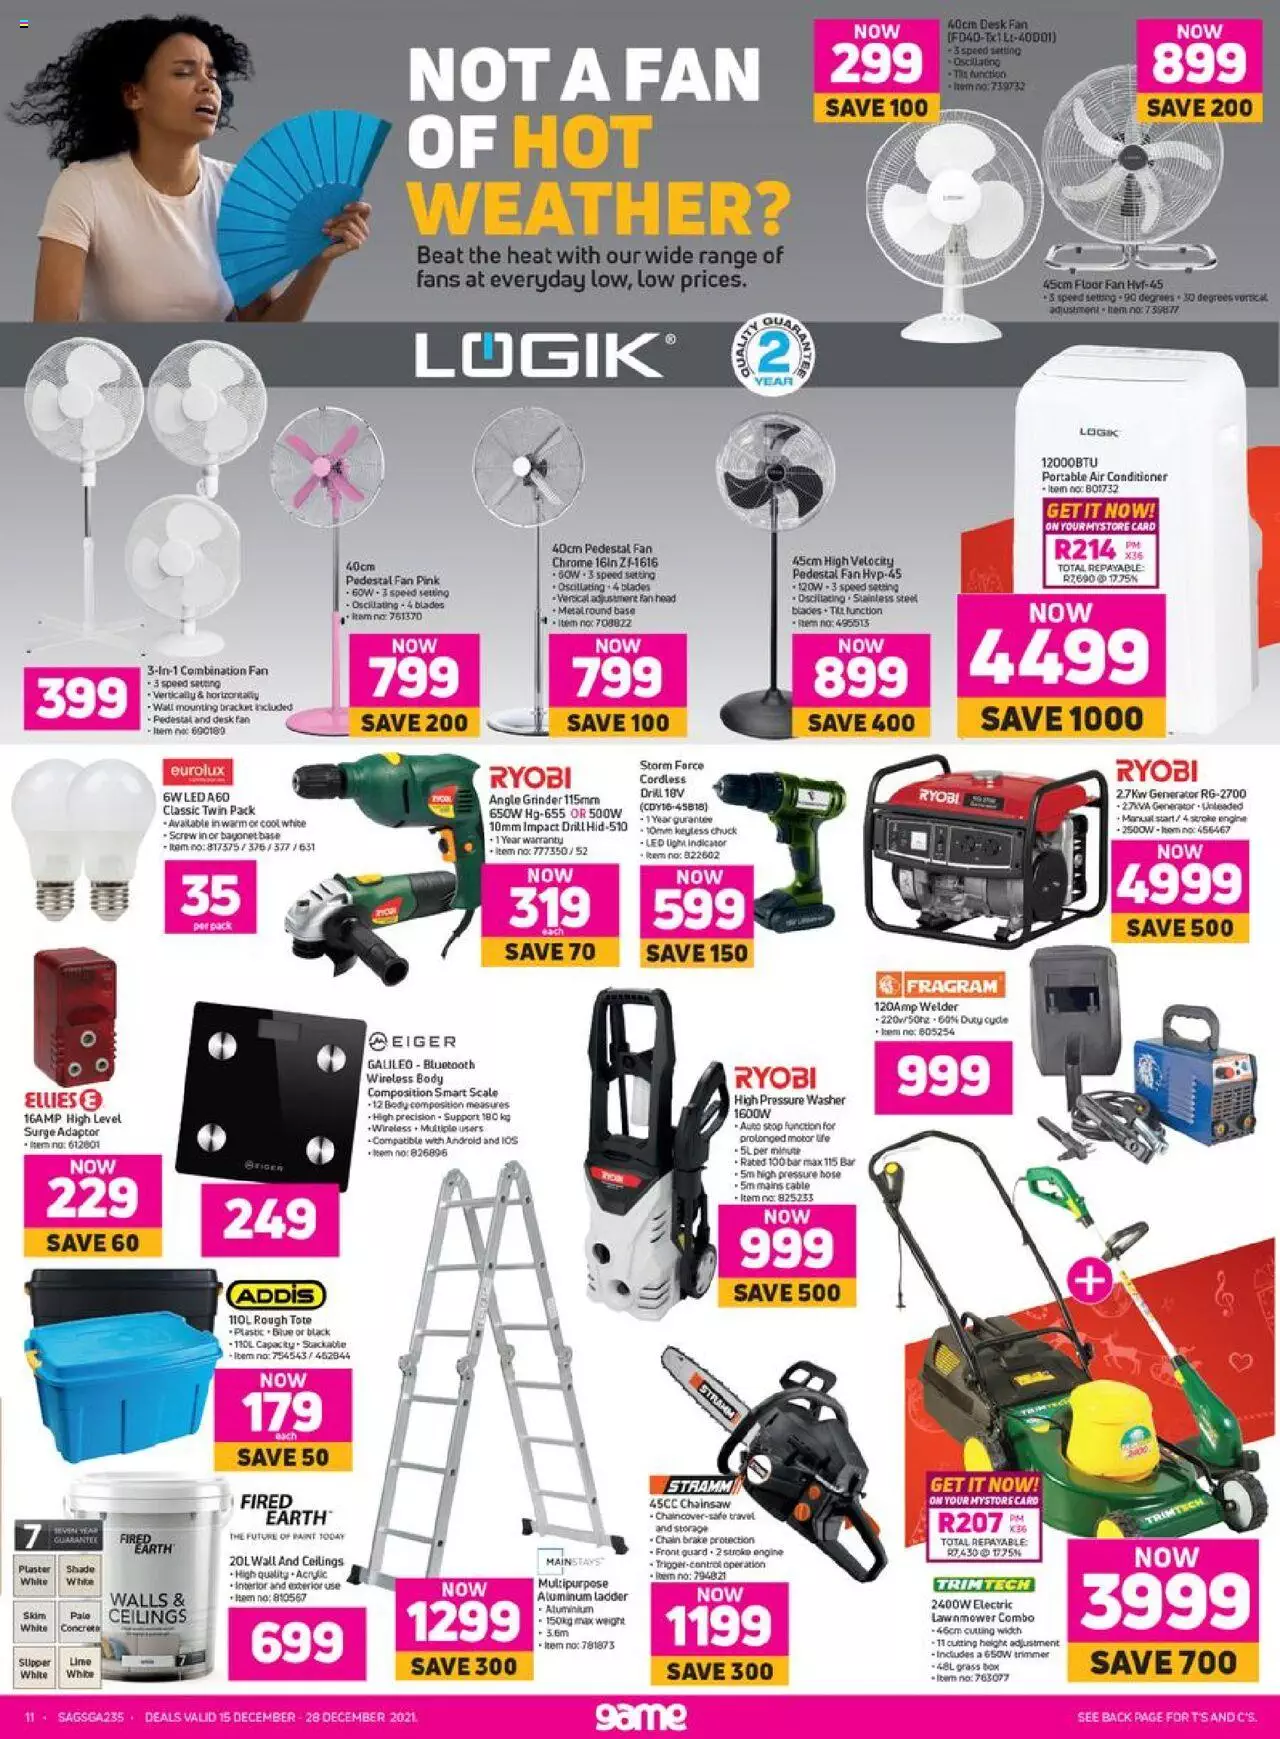 NOT A FAN
OF HOT
WEATHER?
Beat the heat with our wide range of
fans at everyday low, low prices.
NOW
299
SAVE 100
40cm Desk Fan
(FD40-Tx1 Lt-40D01)
• 3 speed setting
• Oscillating
• Tilt function
• Item no: 739732
NOW
899
SAVE 200
LOGIK
LOGIK
45cm Floor Fan Hvf-45
• 3 speed setting • 90 degrees • 30 degrees vertical
adjustment • Item no: 739877
LOGIK®
QUALITY GUARANTEE
2
YEAR
399
3-In-1 Combination Fan
• 3 speed setting
• Vertically & horizontally
• Wall mounting bracket included
• Pedestal and desk fan
• Item no: 690189
40cm
Pedestal Fan Pink
• 60W • 3 speed setting
• Oscillating • 4 blades
• Item no: 761370
NOW
799
SAVE 200
40cm Pedestal Fan
Chrome 16In Zf-1616
• 60W • 3 speed setting
• Oscillating • 4 blades
• Vertical adjustment fan head
• Metal round base
• Item no: 708822
NOW
799
SAVE 100
45cm High Velocity
Pedestal Fan Hvp-45
• 120W • 3 speed setting
• Oscillating • Stainless steel
blades • Tilt function
• Item no: 495513
NOW
899
SAVE 400
LOGIK
12000BTU
Portable Air Conditioner
• Item no: 801732
GET IT NOW!
ON YOUR MYSTORE CARD
R214 PM X36
TOTAL REPAYABLE:
R7,690 @ 17.75%
NOW
4499
SAVE 1000
eurolux
6W LED A60
Classic Twin Pack
• Available in warm or cool white
• Screw in or bayonet base
• Item no: 817375 / 376 / 377 / 631
35
per pack
RYOBI
Angle Grinder 115mm
650W Hg-655 OR 500W
10mm Impact Drill Hid-510
• 1 Year warranty
• Item no: 777350 / 52
NOW
319
each
SAVE 70
Storm Force
Cordless
Drill 18V
(CDY16-45B18)
• 1 Year gurantee
• 10mm keyless chuck
• LED light indicator
• Item no: 822602
NOW
599
SAVE 150
RYOBI
RYOBI
2.7Kw Generator RG-2700
• 2.7kVA Generator • Unleaded
• Manual start / 4 stroke engine
• 2500W • Item no: 456467
NOW
4999
SAVE 500
ELLIES
16AMP High Level
Surge Adaptor
• Item no: 612801
NOW
229
SAVE 60
EIGER
EIGER
GALILEO - Bluetooth
Wireless Body
Composition Smart Scale
• 12 Body composition measures
• High precision • Support 180 kg
• Wireless • Multiple users
• Compatible with Android and IOS
• Item no: 826896
249
RYOBI
RYOBI
High Pressure Washer
1600W
• Auto stop function for
prolonged motor life
• 5L per minute
• Rated 100 bar max 115 Bar
• 5m high pressure hose
• 5m mains cable
• Item no: 825233
NOW
999
SAVE 500
FRAGRAM
120Amp Welder
• 220v/50hz • 60% Duty cycle
• Item no: 805254
999
ADDIS
110L Rough Tote
• Plastic • Blue or black
• 110L Capacity • Stackable
• Item no: 754543 / 462844
NOW
179
each
SAVE 50
7 SEVEN YEAR GUARANTEE
Plaster White
Shade White
Skim White
Pale Concrete
Slipper White
Lime White
FIRED EARTH
WALLS &
CEILINGS
7
FIRED
EARTH
THE FUTURE OF PAINT TODAY
20L Wall And Ceilings
• High quality • Acrylic
• Interior and exterior use
• Item no: 810567
699
MAINSTAYS
Multipurpose
Aluminum ladder
• Aluminium
• 150kg max weight
• 3.6m
• Item no: 781873
NOW
1299
SAVE 300
STRAMM
STRAMM
45CC Chainsaw
• Chaincover-safe travel
and storage
• Chain brake protection
• Front guard • 2 stroke engine
• Trigger-control operation
• Item no: 794821
NOW
1199
SAVE 300
+
TRIMTECH
TRIMTECH
GET IT NOW!
ON YOUR MYSTORE CARD
R207 PM X36
TOTAL REPAYABLE:
R7,430 @ 17.75%
TRIMTECH
2400W Electric
Lawnmower Combo
• 46cm cutting width
• 11 cutting height adjustment
• Includes a 650W trimmer
• 48L grass box
• Item no: 763077
NOW
3999
SAVE 700
11 • SAGSGA235 • DEALS VALID 15 DECEMBER - 28 DECEMBER 2021.
game
SEE BACK PAGE FOR T'S AND C'S.